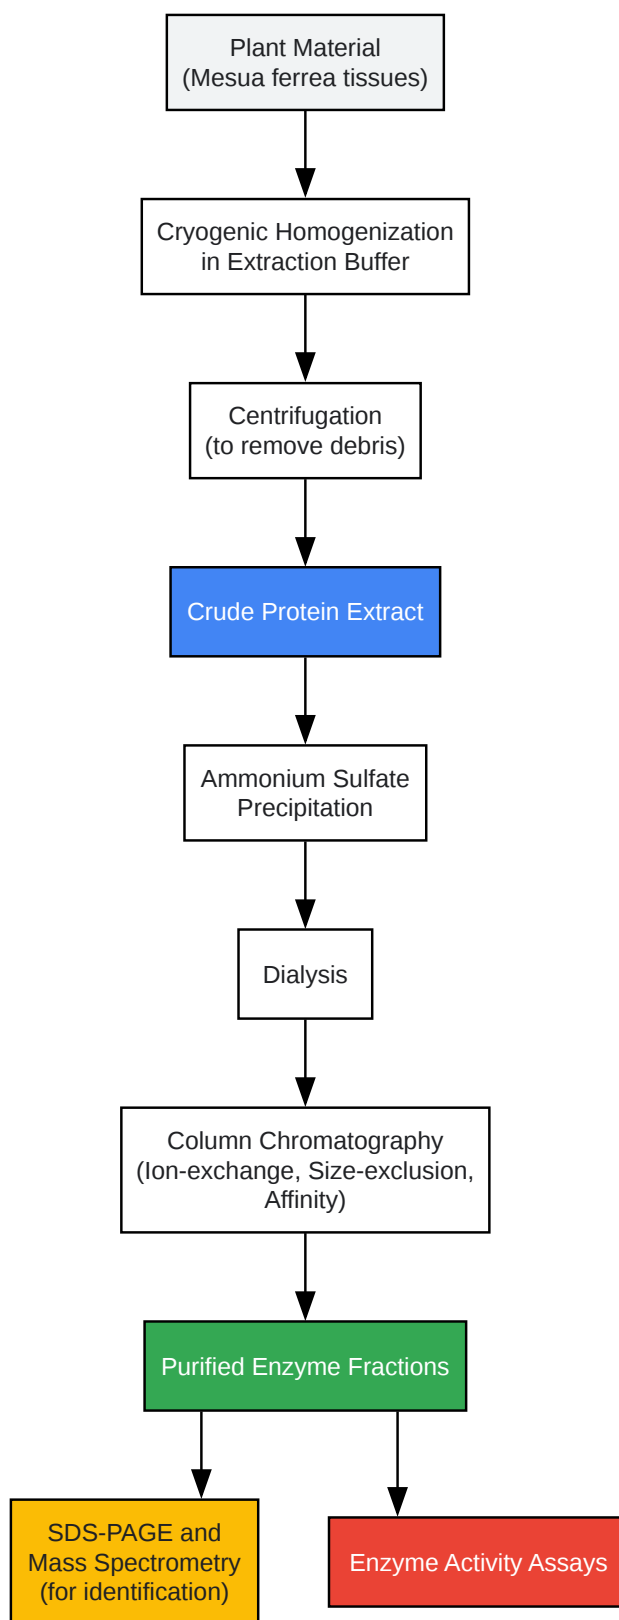 Plant Material
(Mesua ferrea tissues)
Cryogenic Homogenization
in Extraction Buffer
Centrifugation
(to remove debris)
Crude Protein Extract
Ammonium Sulfate
Precipitation
Dialysis
Column Chromatography
(Ion-exchange, Size-exclusion,
Affinity)
Purified Enzyme Fractions
SDS-PAGE and
Mass Spectrometry
(for identification)
Enzyme Activity Assays